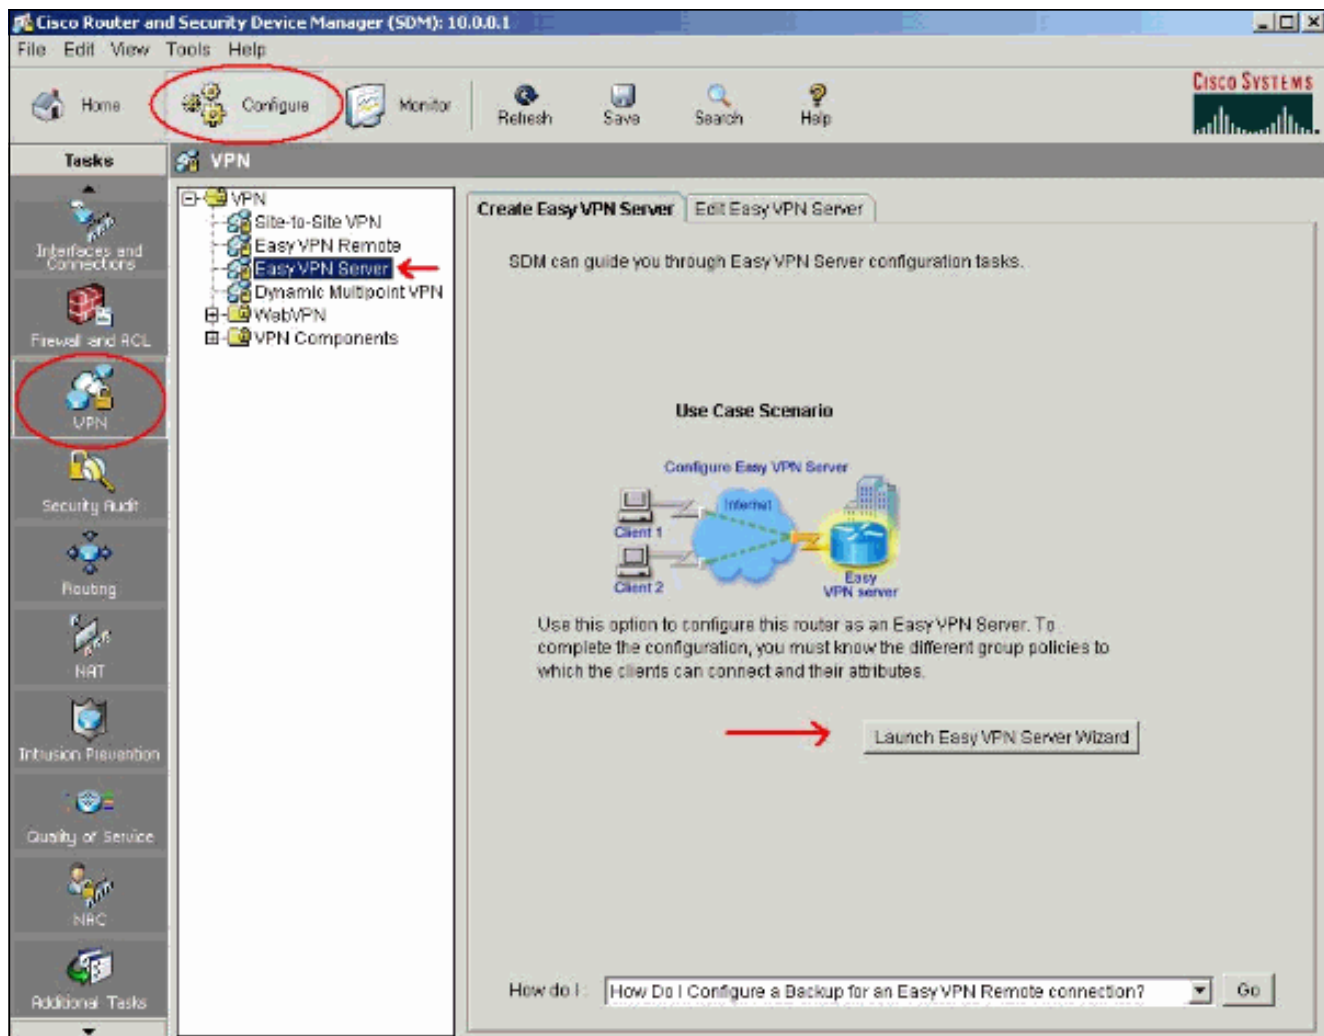 Cisco Router and Security Device Manager (SDM): 10.0.0.1
File Edit View Tools Help
Home Configure Monitor Refresh Save Search Help
CISCO SYSTEMS
Tasks
VPN
Interfaces and
Connections
Firewall and ACL
VPN
Security Audit
Routing
NAT
Intrusion Prevention
Quality of Service
NAC
Additional Tasks
VPN
Site-to-Site VPN
Easy VPN Remote
Easy VPN Server
Dynamic Multipoint VPN
WebVPN
VPN Components
Create Easy VPN Server Edit Easy VPN Server
SDM can guide you through Easy VPN Server configuration tasks.
Use Case Scenario
Configure Easy VPN Server
Internet
Client 1
Client 2
Easy
VPN server
Use this option to configure this router as an Easy VPN Server. To
complete the configuration, you must know the different group policies to
which the clients can connect and their attributes.
Launch Easy VPN Server Wizard
How do I: How Do I Configure a Backup for an Easy VPN Remote connection? Go